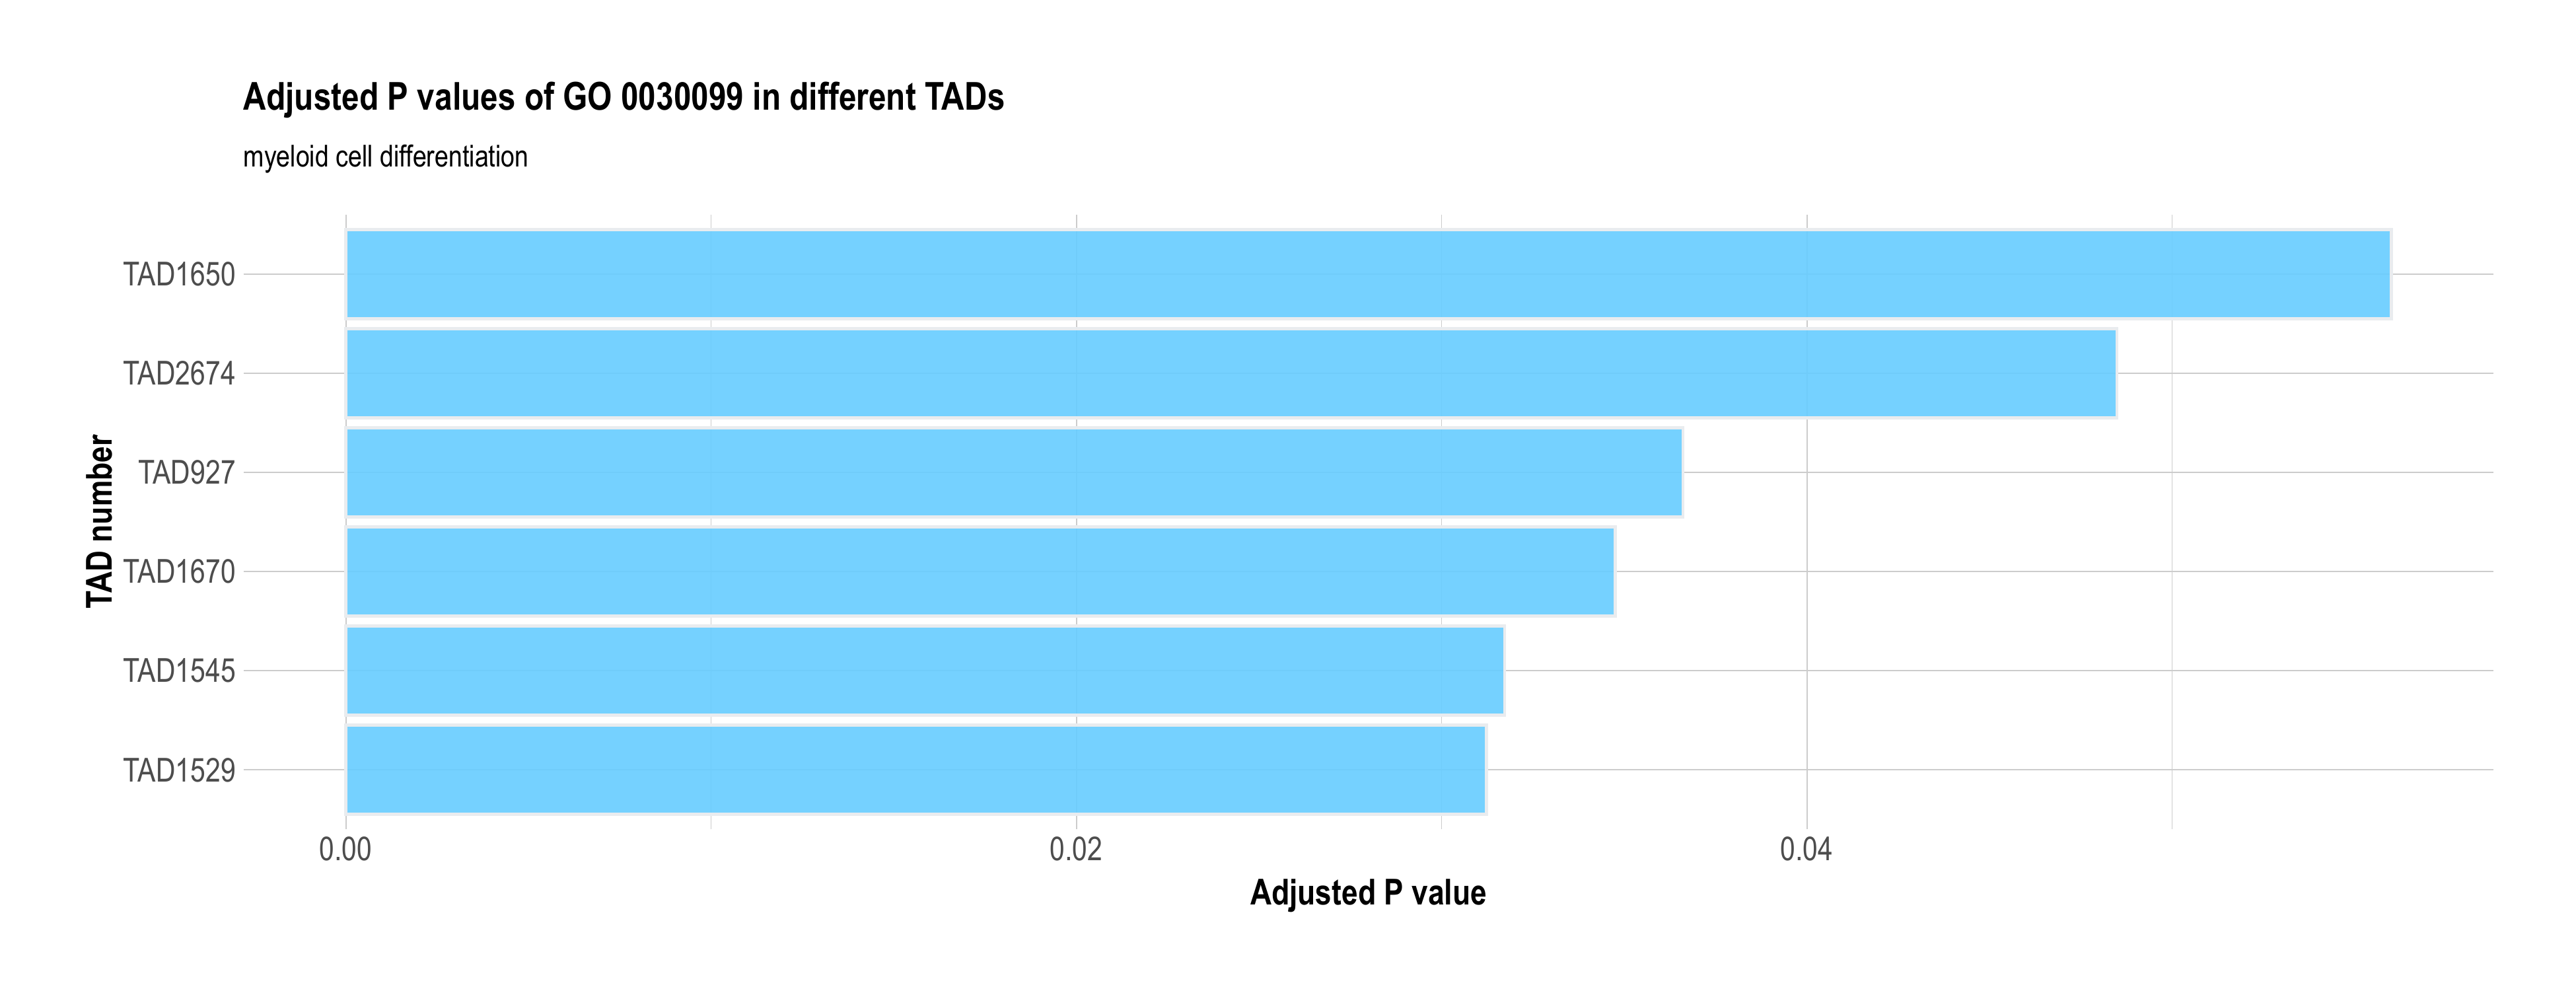 Adjusted P values of GO 0030099 in different TADs
myeloid cell differentiation
TAD number
TAD1650
TAD2674
TAD927
TAD1670
TAD1545
TAD1529
0.00
0.02
0.04
Adjusted P value